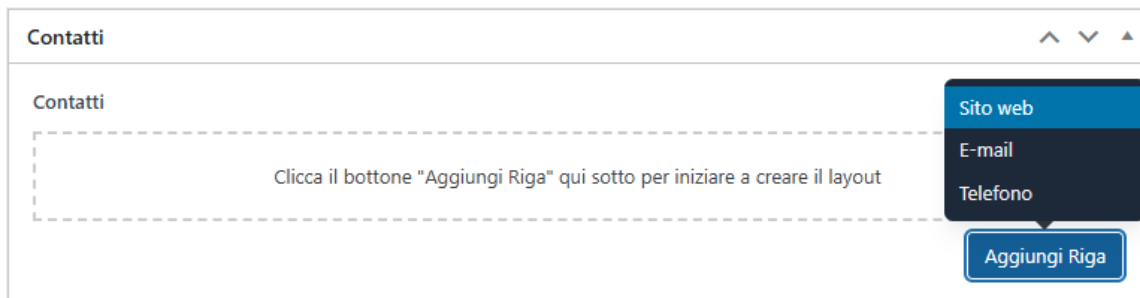 Contatti
Contatti
Sito web
E-mail
Telefono
Clicca il bottone "Aggiungi Riga" qui sotto per iniziare a creare il layout
Aggiungi Riga